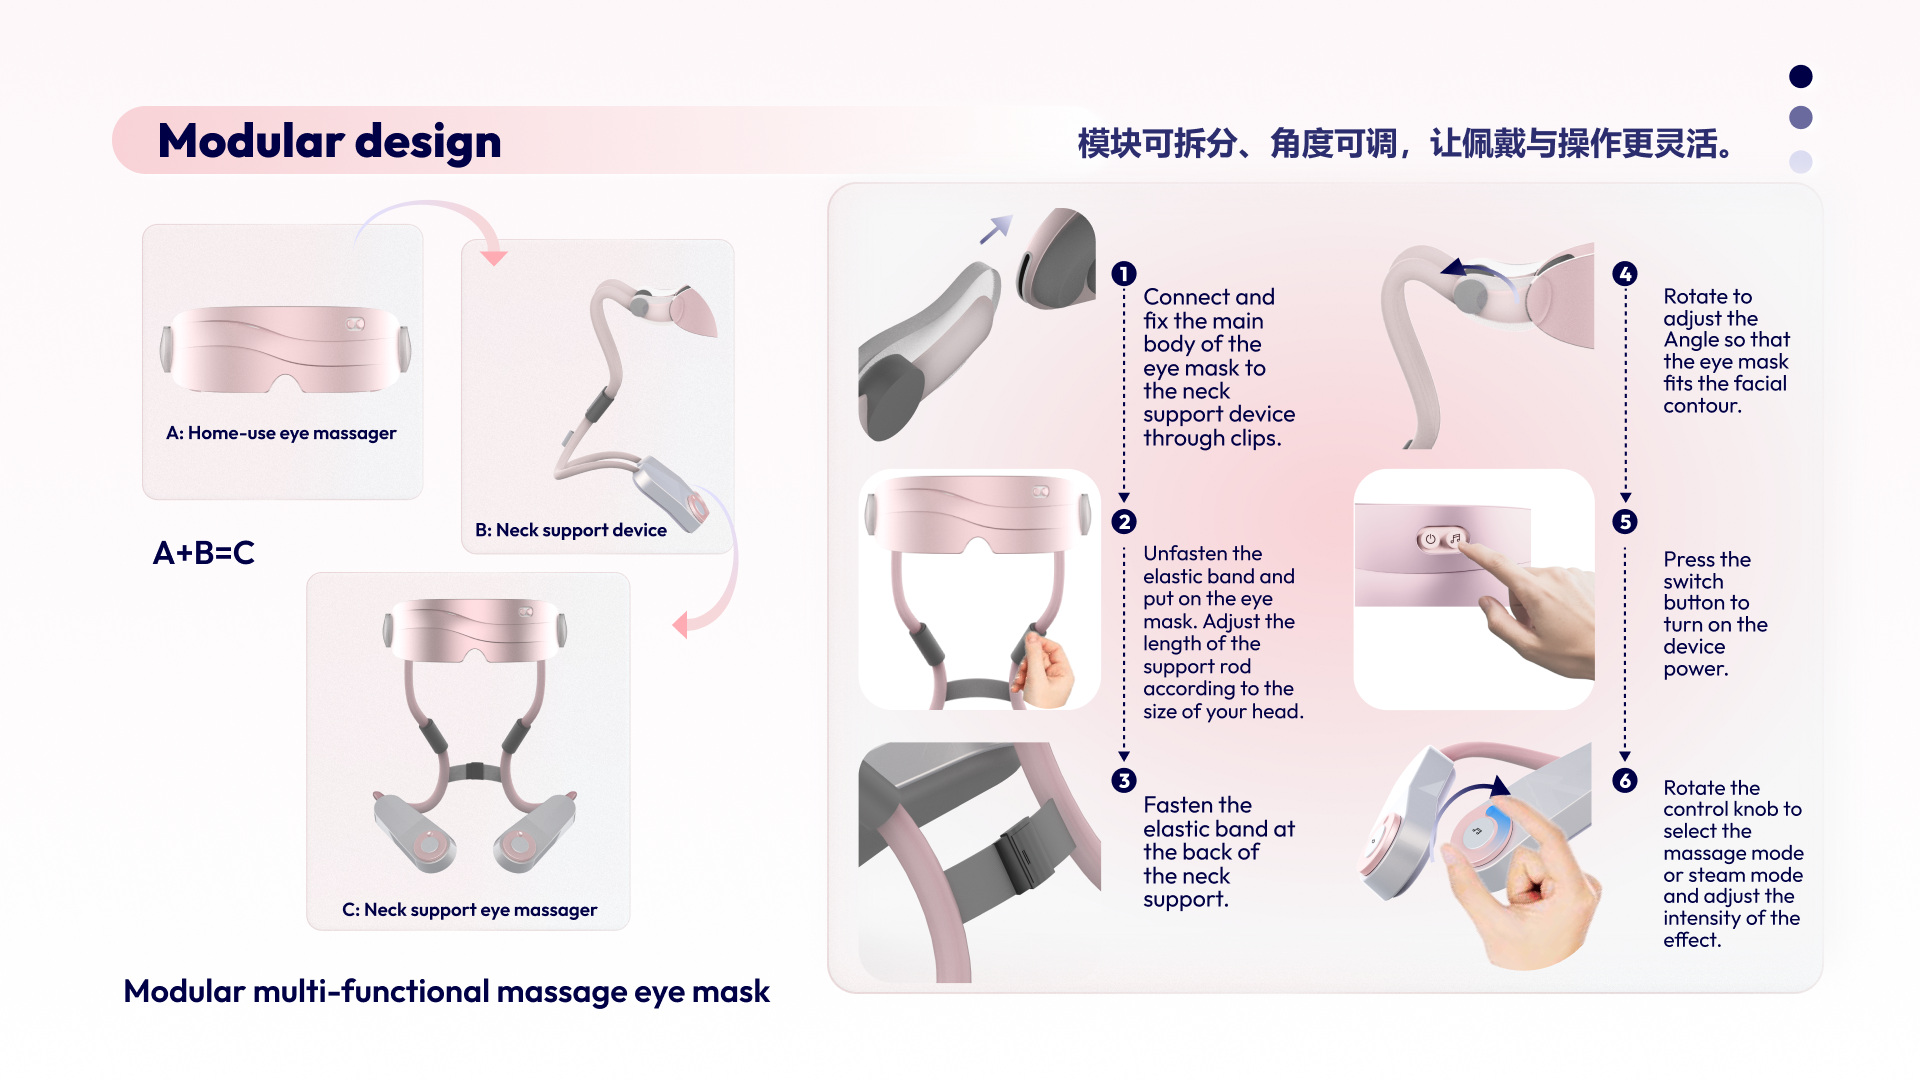 Modular design
模块可拆分、角度可调，让佩戴与操作更灵活。
A: Home-use eye massager
B: Neck support device
A+B=C
C: Neck support eye massager
Modular multi-functional massage eye mask
1
Connect and
fix the main
body of the
eye mask to
the neck
support device
through clips.
2
Unfasten the
elastic band and
put on the eye
mask. Adjust the
length of the
support rod
according to the
size of your head.
3
Fasten the
elastic band at
the back of
the neck
support.
4
Rotate to
adjust the
Angle so that
the eye mask
fits the facial
contour.
5
Press the
switch
button to
turn on the
device
power.
6
Rotate the
control knob to
select the
massage mode
or steam mode
and adjust the
intensity of the
effect.